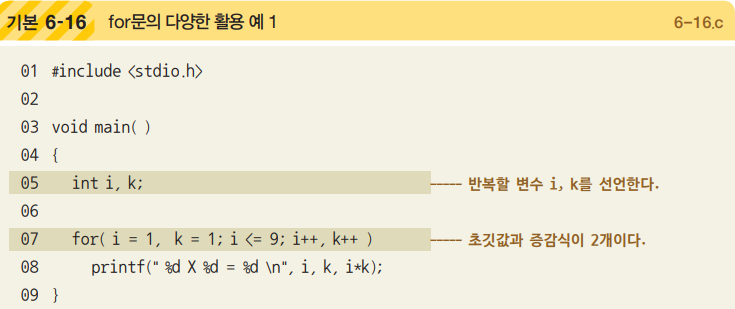 기본 6-16 for문의 다양한 활용 예 1 6-16.c
01 #include <stdio.h>
02
03 void main( )
04 {
05 int i, k; 반복할 변수 i, k를 선언한다.
06
07 for( i = 1, k = 1; i <= 9; i++, k++ ) 초깃값과 증감식이 2개이다.
08 printf(" %d X %d = %d \n", i, k, i*k);
09 }